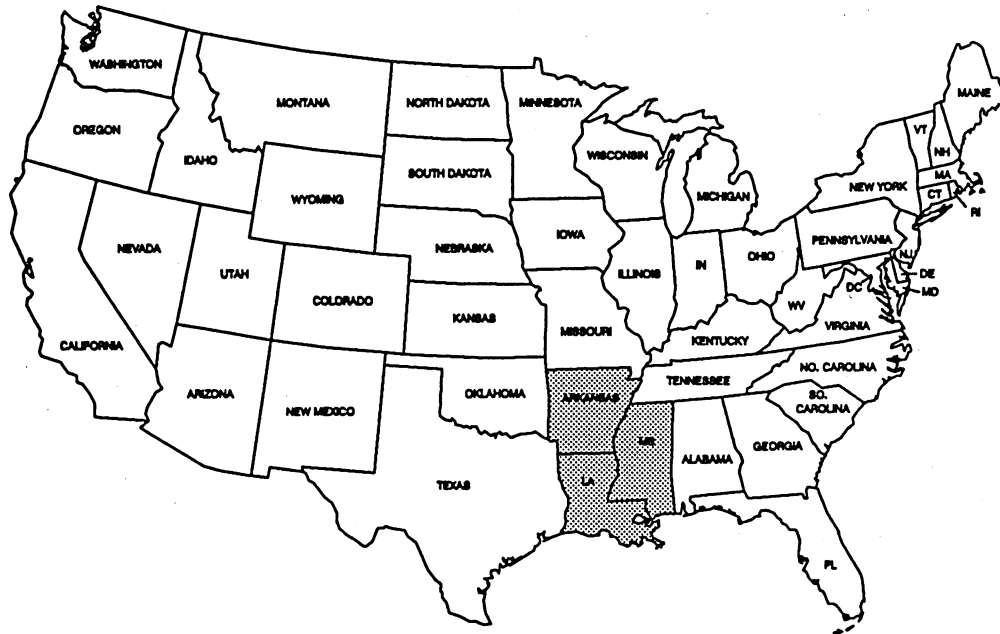 WASHINGTON
MONTANA
NORTH DAKOTA
MINNESOTA
MAINE
OREGON
IDAHO
VT
NH
WISCONSIN
SOUTH DAKOTA
WYOMING
MICHIGAN
NEW YORK
MA
CT
RI
NEVADA
NEBRASKA
IOWA
PENNSYLVANIA
UTAH
ILLINOIS
IN
OHIO
NJ
DE
DC
MD
COLORADO
KANSAS
MISSOURI
WV
VIRGINIA
CALIFORNIA
KENTUCKY
NO. CAROLINA
TENNESSEE
ARIZONA
OKLAHOMA
ARKANSAS
SO.
CAROLINA
NEW MEXICO
MS
GEORGIA
ALABAMA
TEXAS
LA
FL